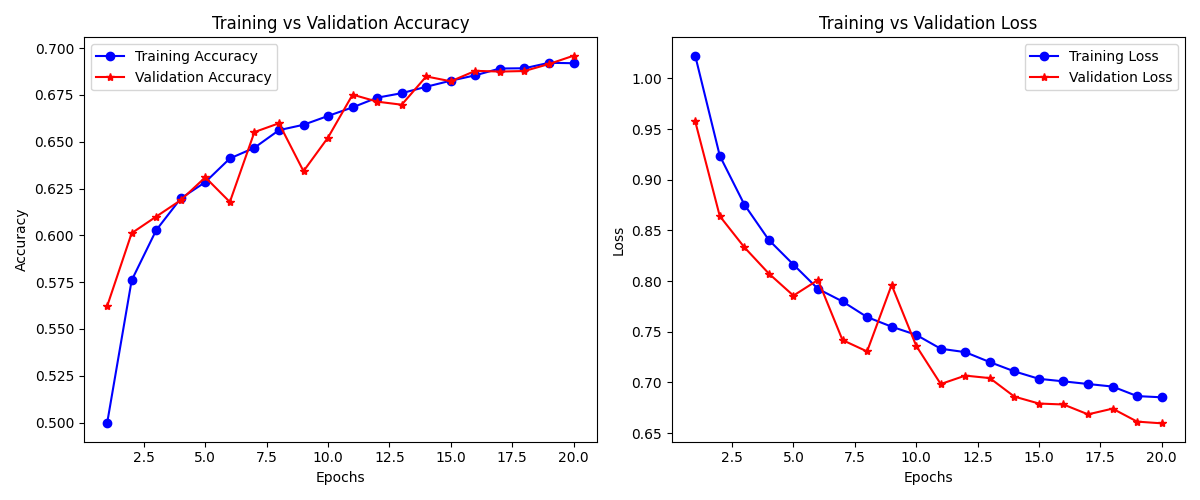 Training vs Validation Accuracy
Training Accuracy
Validation Accuracy
0.700
0.675
0.650
0.625
0.600
0.575
0.550
0.525
0.500
Accuracy
2.5 5.0 7.5 10.0 12.5 15.0 17.5 20.0
Epochs
Training vs Validation Loss
Training Loss
Validation Loss
1.00
0.95
0.90
0.85
0.80
0.75
0.70
0.65
Loss
2.5 5.0 7.5 10.0 12.5 15.0 17.5 20.0
Epochs